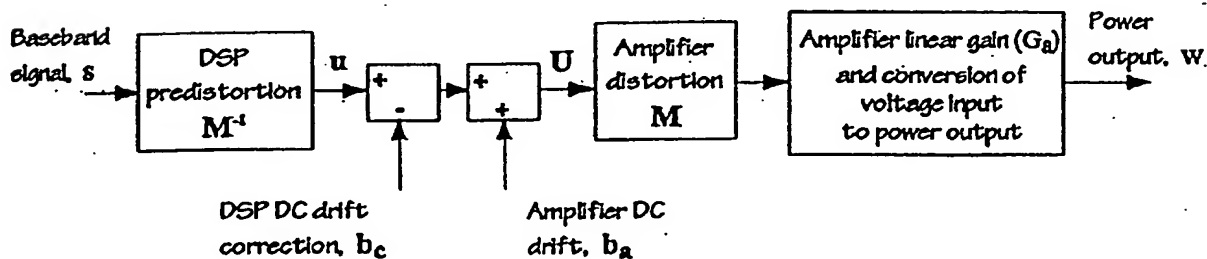 Baseband
signal, s
DSP
predistortion
M⁻¹
u
+
-
+
+
U
Amplifier
distortion
M
Amplifier linear gain (Ga)
and conversion of
voltage input
to power output
Power
output, w
DSP DC drift
correction, bc
Amplifier DC
drift, ba